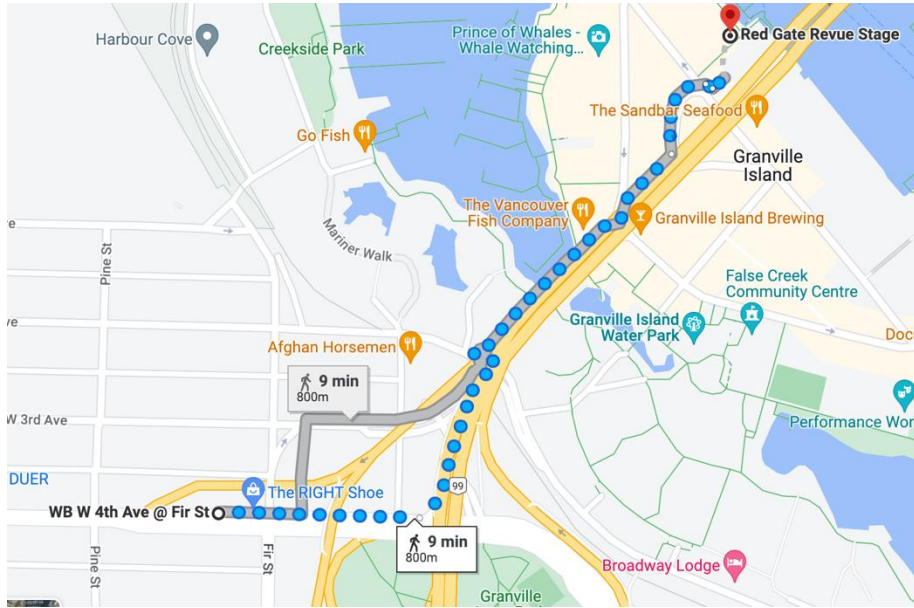 Harbour Cove
Creekside Park
Prince of Whales -
Whale Watching...
Red Gate Revue Stage
The Sandbar Seafood
Go Fish
Granville
Island
Pine St
The Vancouver
Fish Company
Granville Island Brewing
Mariner Walk
False Creek
Community Centre
Granville Island
Water Park
Afghan Horsemen
Doc
9 min
800m
W 3rd Ave
Performance Wor
DUER
The RIGHT Shoe
99
WB W 4th Ave @ Fir St
9 min
800m
Pine St
Fir St
Broadway Lodge
Granville